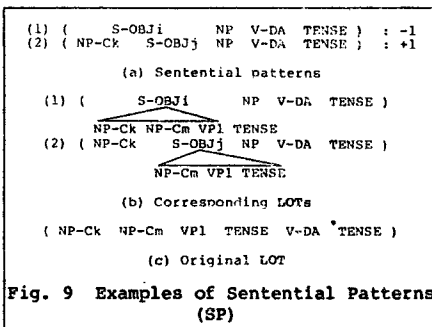 (1) ( S-OBJi NP V-DA TENSE ) : -1
(2) ( NP-Ck S-OBJj NP V-DA TENSE ) : +1
(a) Sentential patterns
(1) ( S-OBJi NP V-DA TENSE )
NP-Ck NP-Cm VP1 TENSE
(2) ( NP-Ck S-OBJj NP V-DA TENSE )
NP-Cm VP1 TENSE
(b) Corresponding LOTs
( NP-Ck NP-Cm VP1 TENSE V-DA TENSE )
(c) Original LOT
Fig. 9 Examples of Sentential Patterns
(SP)